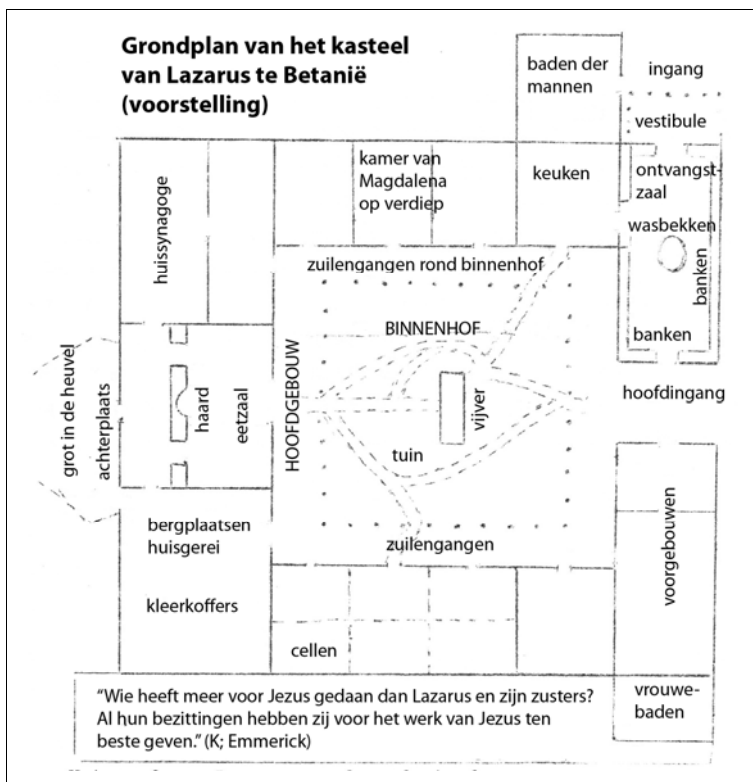 Grondplan van het kasteel
van Lazarus te Betanië
(voorstelling)
baden der
mannen
ingang
vestibule
kamer van
Magdalena
op verdiep
keuken
ontvangst-
zaal
wasbekken
banken
banken
huissynagoge
zuilengangen rond binnenhof
BINNENHOF
HOOFDGEBOUW
grot in de heuvel
achterplaats
haard
eetzaal
vijver
tuin
hoofdingang
zuilengangen
bergplaatsen
huisgerei
kleerkoffers
cellen
voorgebouwen
vrouwe-
baden
“Wie heeft meer voor Jezus gedaan dan Lazarus en zijn zusters?
Al hun bezittingen hebben zij voor het werk van Jezus ten
beste geven.” (K; Emmerick)